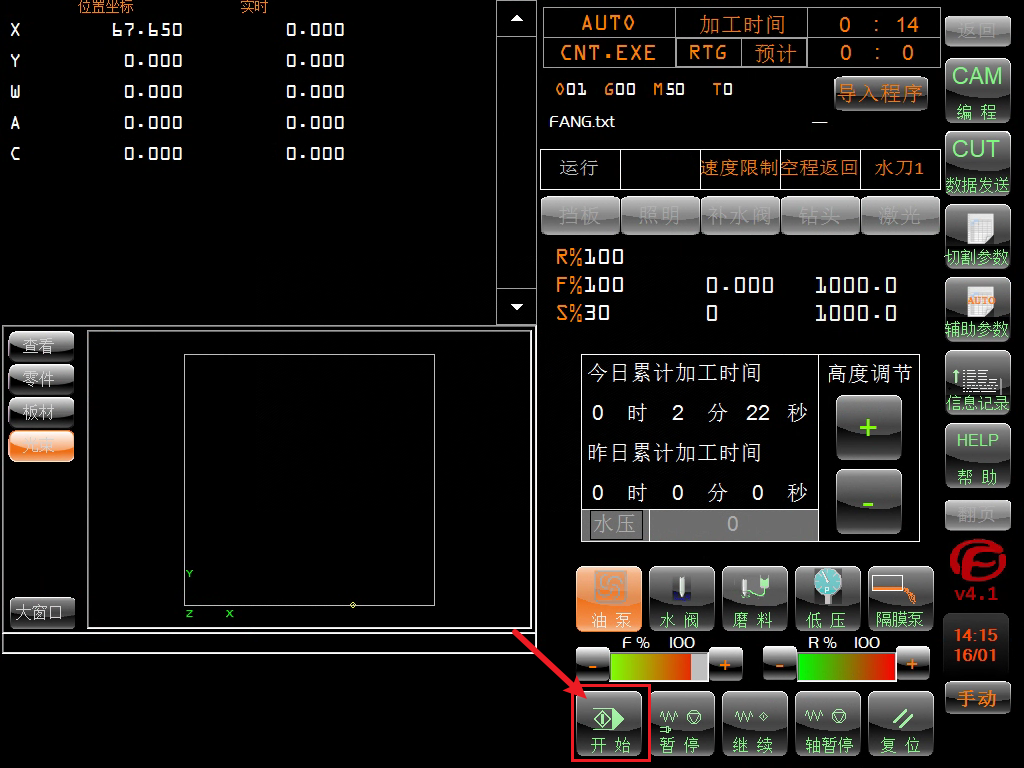 位置坐标 实时
X 67.650 0.000
Y 0.000 0.000
W 0.000 0.000
A 0.000 0.000
C 0.000 0.000
AUTO 加工时间 0 : 14
CNT.EXE RTG 预计 0 : 0
O01 G00 M50 T0 导入程序
FANG.txt
运行 速度限制 空程返回 水刀1
挡板 照明 补水阀 钻头 激光
R%100
F%100 0.000 1000.0
S%30 0 1000.0
查看
零件
板材
光束
大窗口
Y
Z X
今日累计加工时间
0 时 2 分 22 秒
昨日累计加工时间
0 时 0 分 0 秒
水压 0
高度调节
+
-
油泵 水阀 磨料 低压 隔膜泵
F % 100 R % 100
- + - +
开始 暂停 继续 轴暂停 复位
返回
CAM
编程
CUT
数据发送
切割参数
AUTO
辅助参数
信息记录
HELP
帮助
翻页
v4.1
14:15
16/01
手动